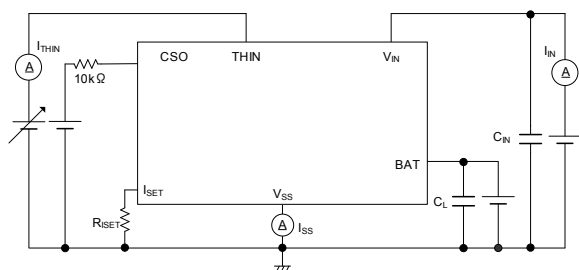 I_THIN
A
10kΩ
CSO
THIN
V_IN
I_IN
A
C_IN
BAT
I_SET
R_ISET
V_SS
A
I_SS
C_L